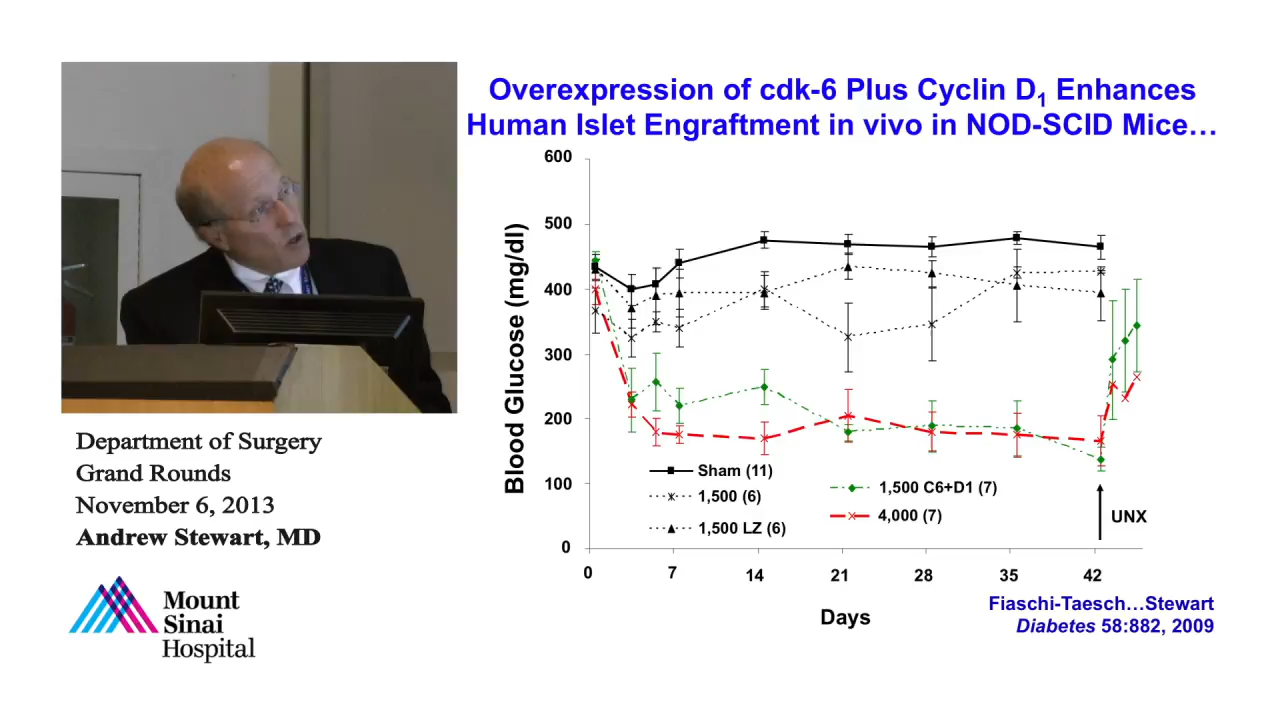 Overexpression of cdk-6 Plus Cyclin D1 Enhances
Human Islet Engraftment in vivo in NOD-SCID Mice…
600
500
400
300
200
100
0
Blood Glucose (mg/dl)
Sham (11)
1,500 (6)
1,500 LZ (6)
1,500 C6+D1 (7)
4,000 (7)
UNX
0 7 14 21 28 35 42
Days
Fiaschi-Taesch…Stewart
Diabetes 58:882, 2009
Department of Surgery
Grand Rounds
November 6, 2013
Andrew Stewart, MD
Mount
Sinai
Hospital